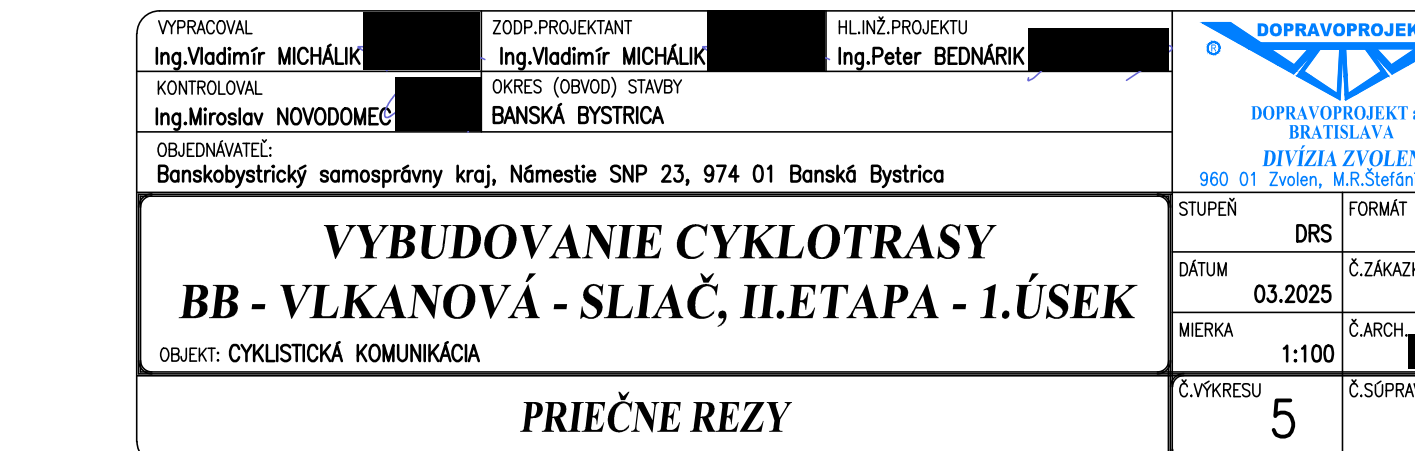 VYPRACOVAL
Ing.Vladimír MICHÁLIK
ZODP.PROJEKTANT
Ing.Vladimír MICHÁLIK
HL.INŽ.PROJEKTU
Ing.Peter BEDNÁRIK
KONTROLOVAL
Ing.Miroslav NOVODOMEC
OKRES (OBVOD) STAVBY
BANSKÁ BYSTRICA
OBJEDNÁVATEĽ:
Banskobystrický samosprávny kraj, Námestie SNP 23, 974 01 Banská Bystrica
®
DOPRAVOPROJEK
DOPRAVOPROJEKT
BRATISLAVA
DIVÍZIA ZVOLEN
960 01 Zvolen, M.R.Štefán
VYBUDOVANIE CYKLOTRASY
BB - VLKANOVÁ - SLIAČ, II.ETAPA - 1.ÚSEK
OBJEKT: CYKLISTICKÁ KOMUNIKÁCIA
PRIEČNE REZY
STUPEŇ
DRS
FORMÁT
DÁTUM
03.2025
Č.ZÁKAZK
MIERKA
1:100
Č.ARCH.
Č.VÝKRESU
5
Č.SÚPRAV